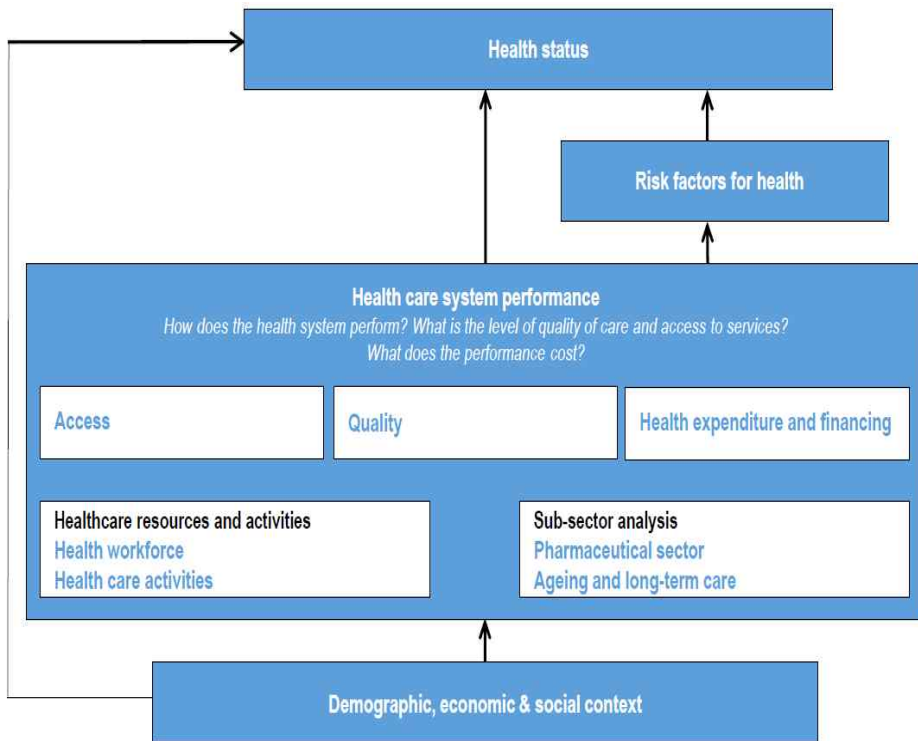 Health status
Risk factors for health
Health care system performance
How does the health system perform? What is the level of quality of care and access to services?
What does the performance cost?
Access
Quality
Health expenditure and financing
Healthcare resources and activities
Health workforce
Health care activities
Sub-sector analysis
Pharmaceutical sector
Ageing and long-term care
Demographic, economic & social context